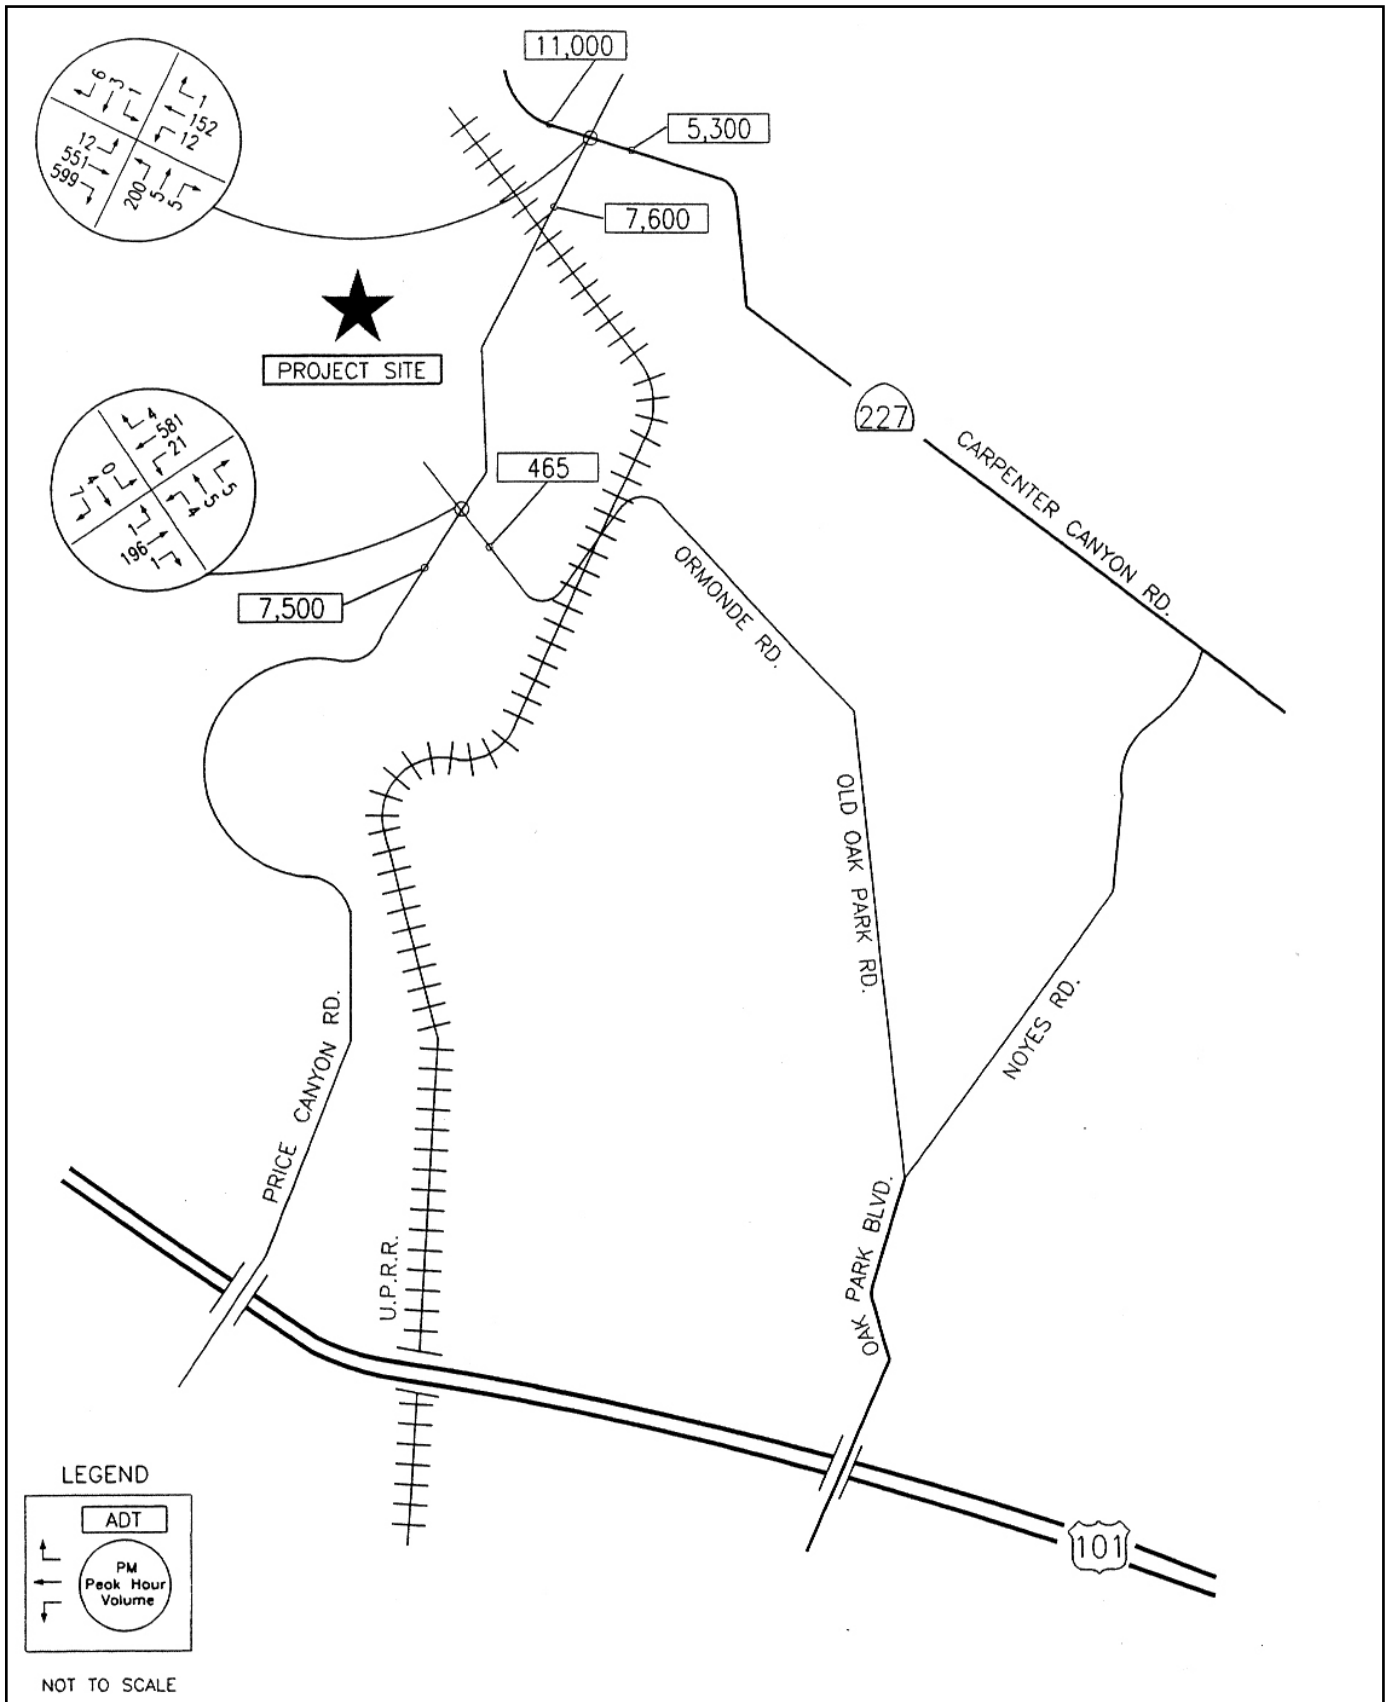 11,000
5,300
7,600
6
3
1
1
152
12
12
551
599
200
5
5
PROJECT SITE
227
CARPENTER CANYON RD.
465
7,500
4
581
21
7
4
0
1
196
1
4
5
5
ORMONDE RD.
OLD OAK PARK RD.
NOYES RD.
PRICE CANYON RD.
U.P.R.R.
OAK PARK BLVD.
101
LEGEND
ADT
PM
Peak Hour
Volume
NOT TO SCALE